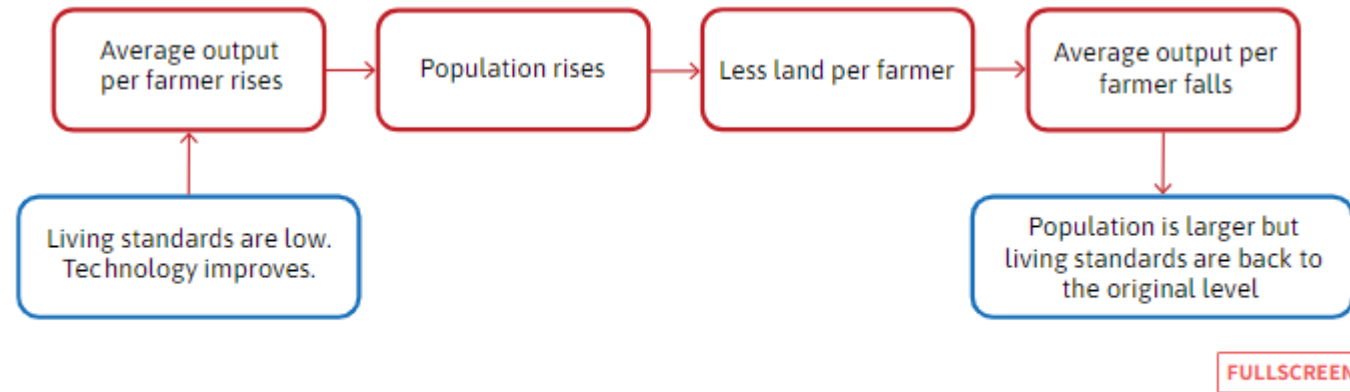 Average output
per farmer rises
Population rises
Less land per farmer
Average output per
farmer falls
Living standards are low.
Technology improves.
Population is larger but
living standards are back to
the original level
FULLSCREEN